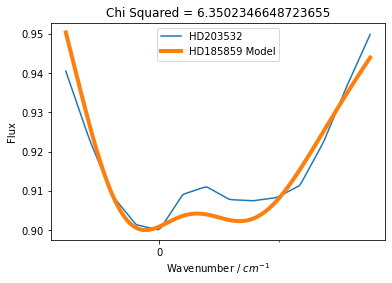 Chi Squared = 6.3502346648723655
HD203532
HD185859 Model
0.95
0.94
0.93
0.92
0.91
0.90
Flux
0
Wavenumber / cm⁻¹